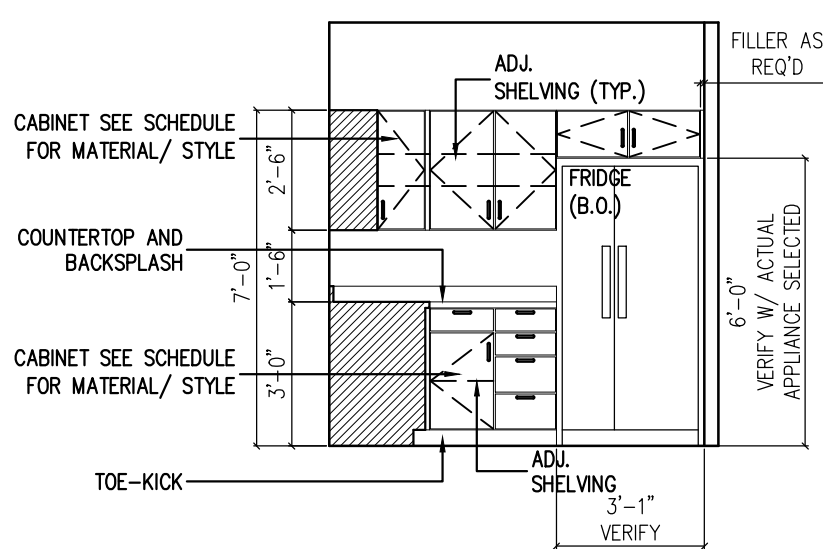 FILLER AS
REQ'D
ADJ.
SHELVING (TYP.)
CABINET SEE SCHEDULE
FOR MATERIAL/ STYLE
2'-6"
FRIDGE
(B.O.)
COUNTERTOP AND
BACKSPLASH
7'-0"
1'-6"
6'-0"
VERIFY W/ ACTUAL
APPLIANCE SELECTED
CABINET SEE SCHEDULE
FOR MATERIAL/ STYLE
3'-0"
TOE-KICK
ADJ.
SHELVING
3'-1"
VERIFY